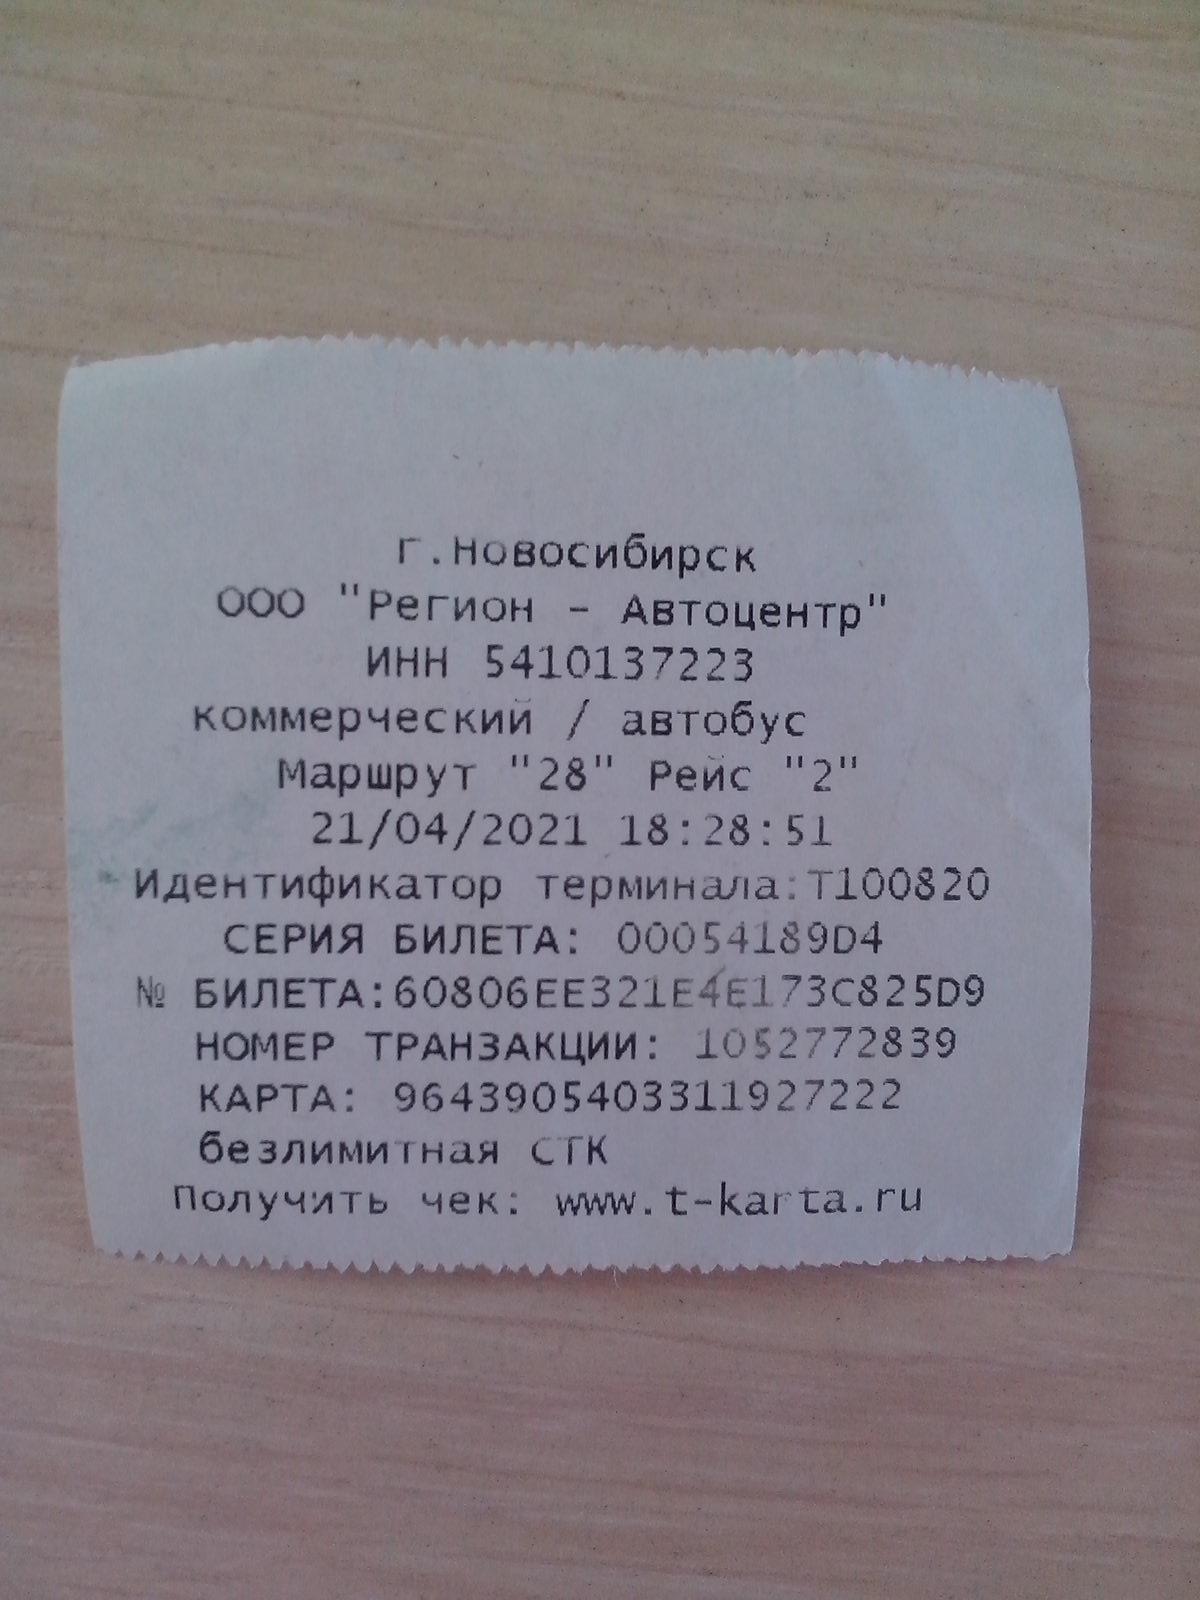 г.Новосибирск
ООО "Регион - Автоцентр"
ИНН 5410137223
коммерческий / автобус
Маршрут "28" Рейс "2"
21/04/2021 18:28:51
Идентификатор терминала:Т100820
СЕРИЯ БИЛЕТА: 00054189D4
№ БИЛЕТА:60806EE321E4E173C825D9
НОМЕР ТРАНЗАКЦИИ: 1052772839
КАРТА: 9643905403311927222
безлимитная СТК
Получить чек: www.t-karta.ru